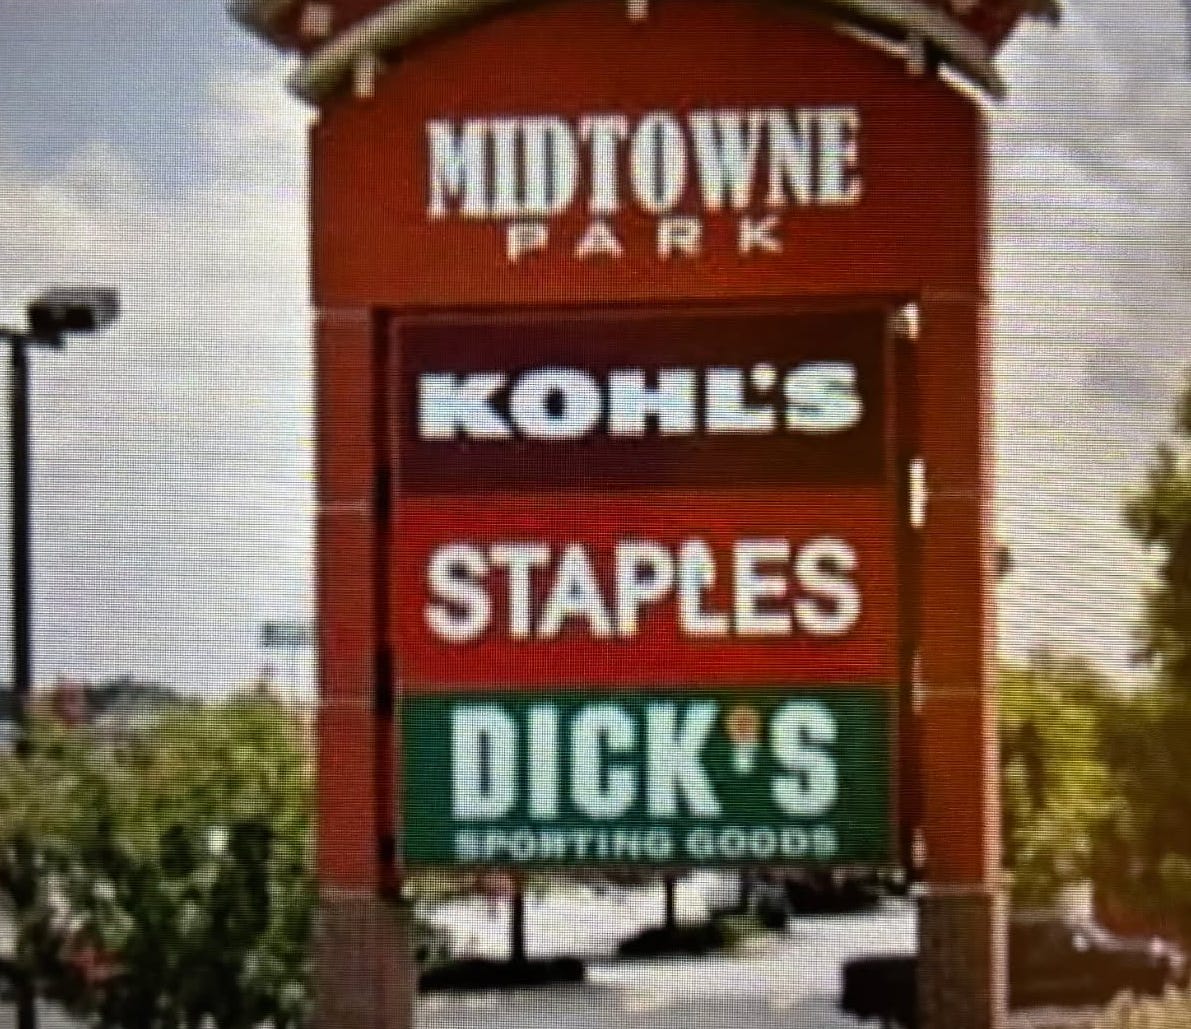 MIDTOWNE
PARK
KOHL'S
STAPLES
DICK'S
SPORTING GOODS